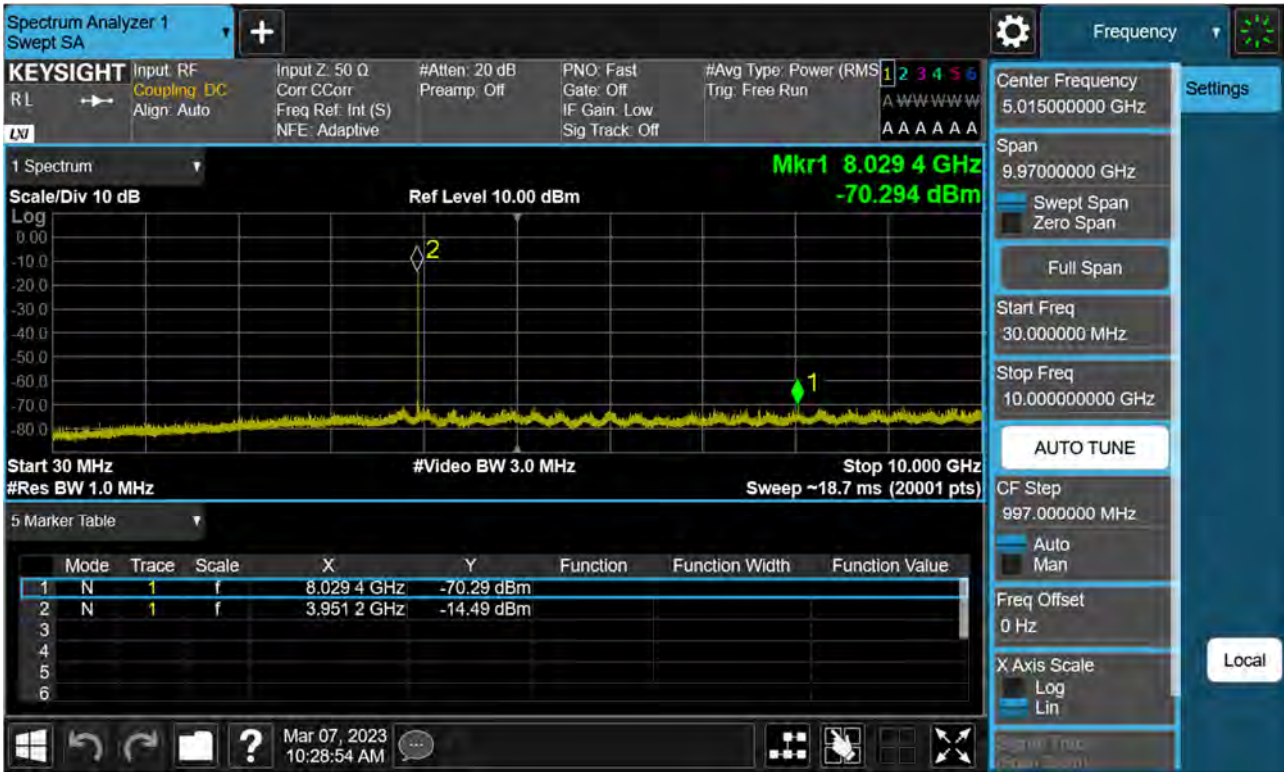 Spectrum Analyzer 1
Swept SA
+
Frequency
KEYSIGHT
RL
LXI
Input: RF
Coupling: DC
Align: Auto
Input Z: 50 Ω
Corr CCorr
Freq Ref: Int (S)
NFE: Adaptive
#Atten: 20 dB
Preamp: Off
PNO: Fast
Gate: Off
IF Gain: Low
Sig Track: Off
#Avg Type: Power (RMS
Trig: Free Run
1 2 3 4 5 6
A W W W W W
A A A A A A
1 Spectrum
Scale/Div 10 dB
Ref Level 10.00 dBm
Mkr1 8.029 4 GHz
-70.294 dBm
Log
0.00
-10.0
-20.0
-30.0
-40.0
-50.0
-60.0
-70.0
-80.0
2
1
Start 30 MHz
#Video BW 3.0 MHz
Stop 10.000 GHz
#Res BW 1.0 MHz
Sweep ~18.7 ms (20001 pts)
5 Marker Table
Mode Trace Scale X Y Function Function Width Function Value
1 N 1 f 8.029 4 GHz -70.29 dBm
2 N 1 f 3.951 2 GHz -14.49 dBm
3
4
5
6
?
Mar 07, 2023
10:28:54 AM
Center Frequency
5.015000000 GHz
Span
9.97000000 GHz
Swept Span
Zero Span
Full Span
Start Freq
30.000000 MHz
Stop Freq
10.000000000 GHz
AUTO TUNE
CF Step
997.000000 MHz
Auto
Man
Freq Offset
0 Hz
X Axis Scale
Log
Lin
Settings
Local